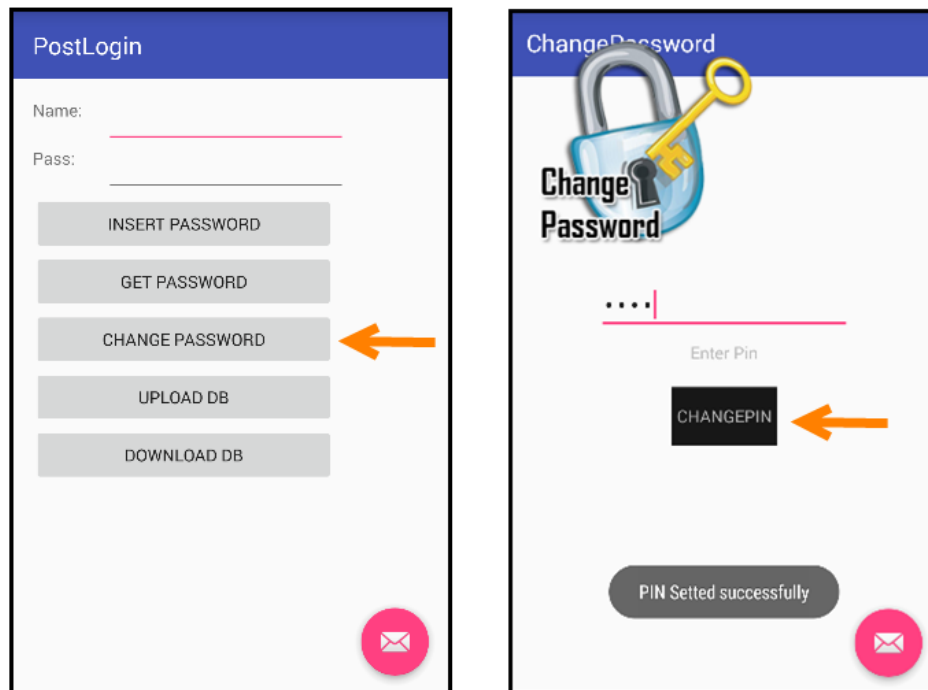 PostLogin
Name:
Pass:
INSERT PASSWORD
GET PASSWORD
CHANGE PASSWORD
UPLOAD DB
DOWNLOAD DB
ChangePassword
Change
Password
••••
Enter Pin
CHANGEPIN
PIN Setted successfully